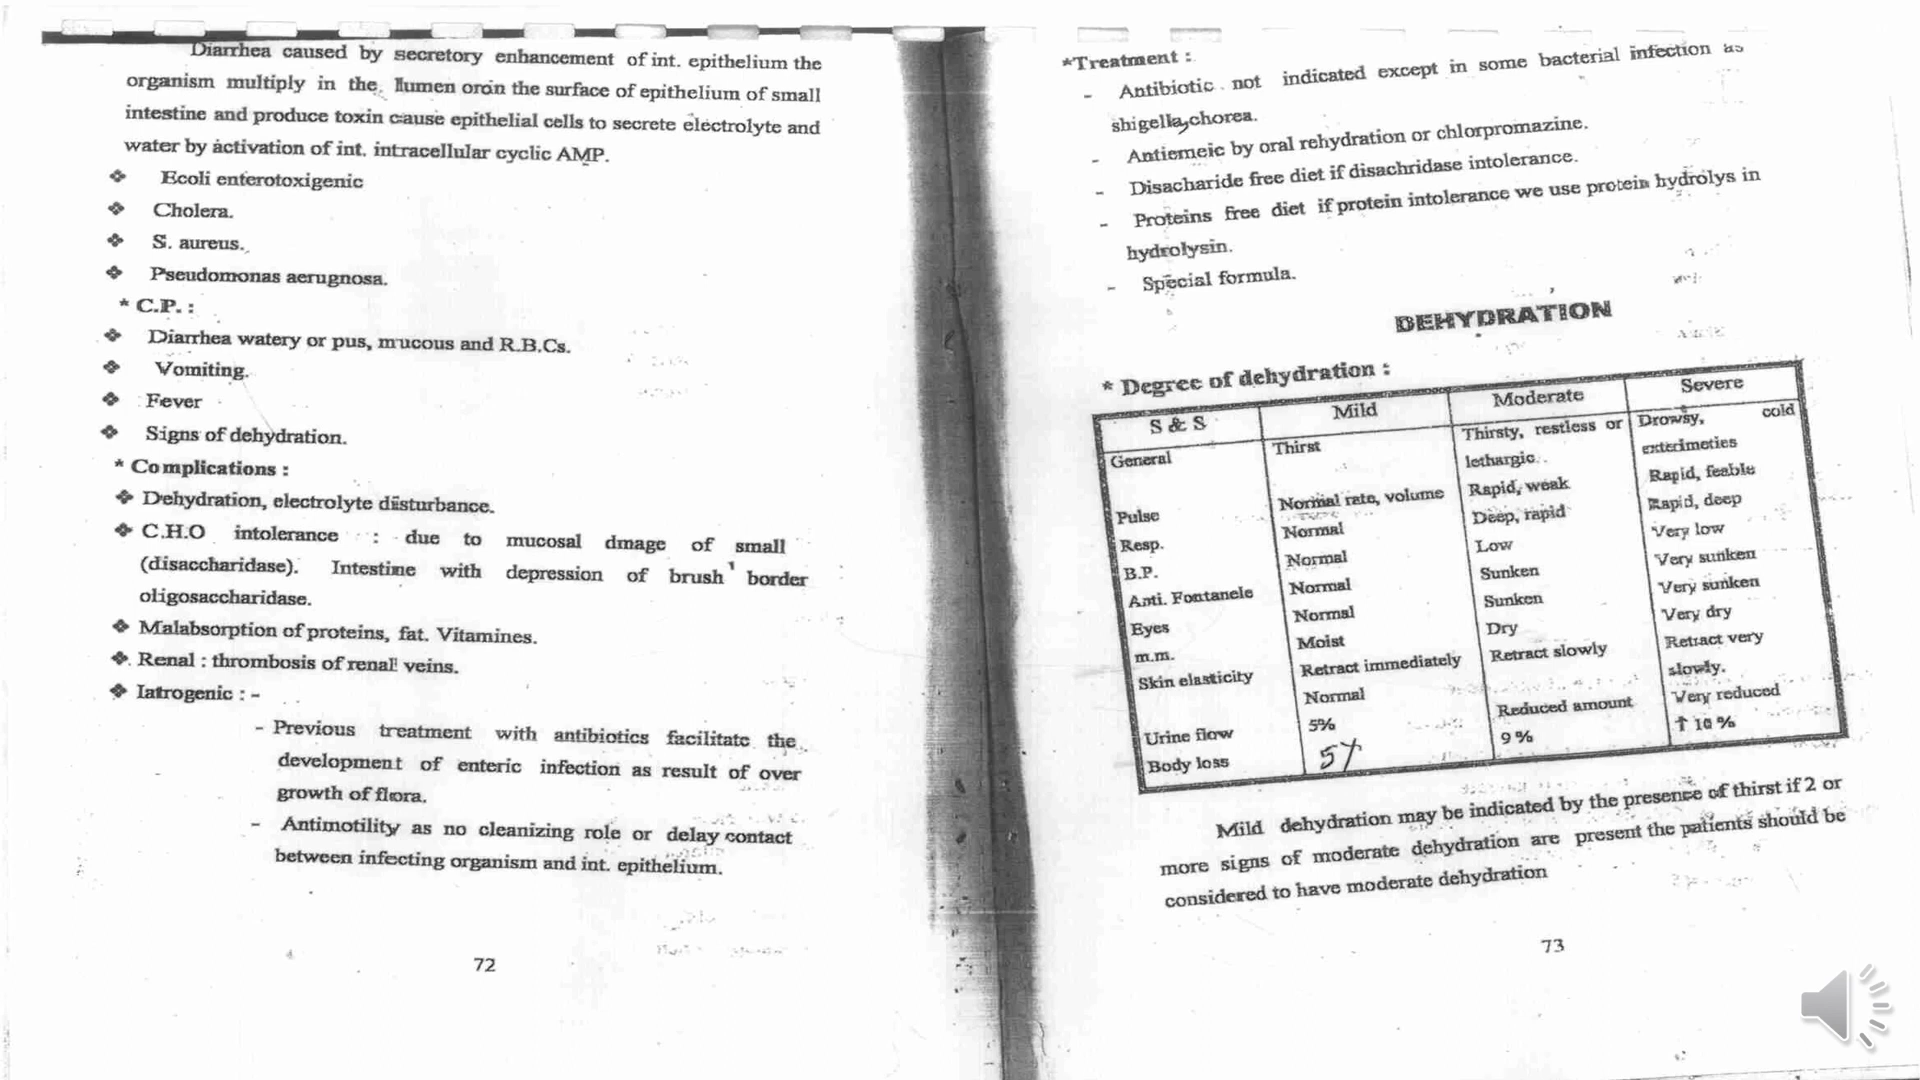 Diarrhea caused by secretory enhancement of int. epithelium the
organism multiply in the lumen oron the surface of epithelium of small
intestine and produce toxin cause epithelial cells to secrete electrolyte and
water by activation of int. intracellular cyclic AMP.
❖ Ecoli enterotoxigenic
❖ Cholera.
❖ S. aureus.
❖ Pseudomonas aerugnosa.
* C.P. :
❖ Diarrhea watery or pus, mucous and R.B.Cs.
❖ Vomiting.
❖ Fever
❖ Signs of dehydration.
* Complications :
❖ Dehydration, electrolyte disturbance.
❖ C.H.O intolerance : due to mucosal dmage of small
(disaccharidase). Intestine with depression of brush border
oligosaccharidase.
❖ Malabsorption of proteins, fat. Vitamines.
❖ Renal : thrombosis of renal veins.
❖ Iatrogenic : -
- Previous treatment with antibiotics facilitate the
development of enteric infection as result of over
growth of flora.
- Antimotility as no cleanizing role or delay contact
between infecting organism and int. epithelium.
72
*Treatment :
- Antibiotic not indicated except in some bacterial infection as
shigella,chorea.
- Antiemeic by oral rehydration or chlorpromazine.
- Disacharide free diet if disachridase intolerance.
- Proteins free diet if protein intolerance we use protein hydrolys in
hydrolysin.
- Special formula.
DEHYDRATION
* Degree of dehydration :
S & S Mild Moderate Severe
General Thirst Thirsty, restless or Drowsy, cold
lethargic. exterimeties
Pulse Normal rate, volume Rapid, weak Rapid, feable
Resp. Normal Deep, rapid Rapid, deep
B.P. Normal Low Very low
Anti. Fontanele Normal Sunken Very sunken
Eyes Normal Sunken Very sunken
m.m. Moist Dry Very dry
Skin elasticity Retract immediately Retract slowly Retract very
slowly.
Urine flow Normal Reduced amount Very reduced
Body loss 5% 9 % ↑ 10 %
5%
Mild dehydration may be indicated by the presence of thirst if 2 or
more signs of moderate dehydration are present the patients should be
considered to have moderate dehydration
73